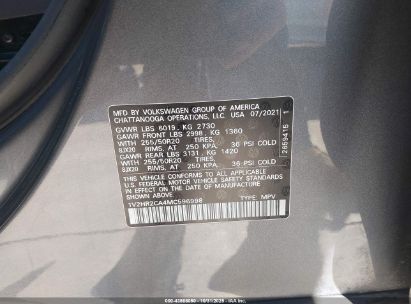 MFD BY VOLKSWAGEN GROUP OF AMERICA
CHATTANOOGA OPERATIONS, LLC USA 07/2021
GVWR LBS 6019, KG 2730
GAWR FRONT LBS 2998 KG 1360
WITH 255/50R20 TIRES,
8JX20 RIMS, AT 250 KPA, 36 PSI COLD
GAWR REAR LBS 3131 KG 1420
WITH 255/50R20 TIRES,
8JX20 RIMS, AT 250 KPA, 36 PSI COLD
THIS VEHICLE CONFORMS TO ALL APPLICABLE
U.S. FEDERAL MOTOR VEHICLE SAFETY STANDARDS
IN EFFECT ON THE DATE OF MANUFACTURE
SHOWN ABOVE
1V2HR2CA4MC596998 TYPE: MPV
2659415 1